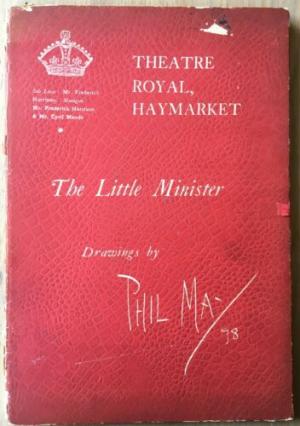 THEATRE
ROYAL,
HAYMARKET
Sole Lessee: Mr. Frederick
Harrison. Managers
Mr. Frederick Harrison
& Mr. Cyril Maude
The Little Minister
Drawings by
PHIL MAY
98